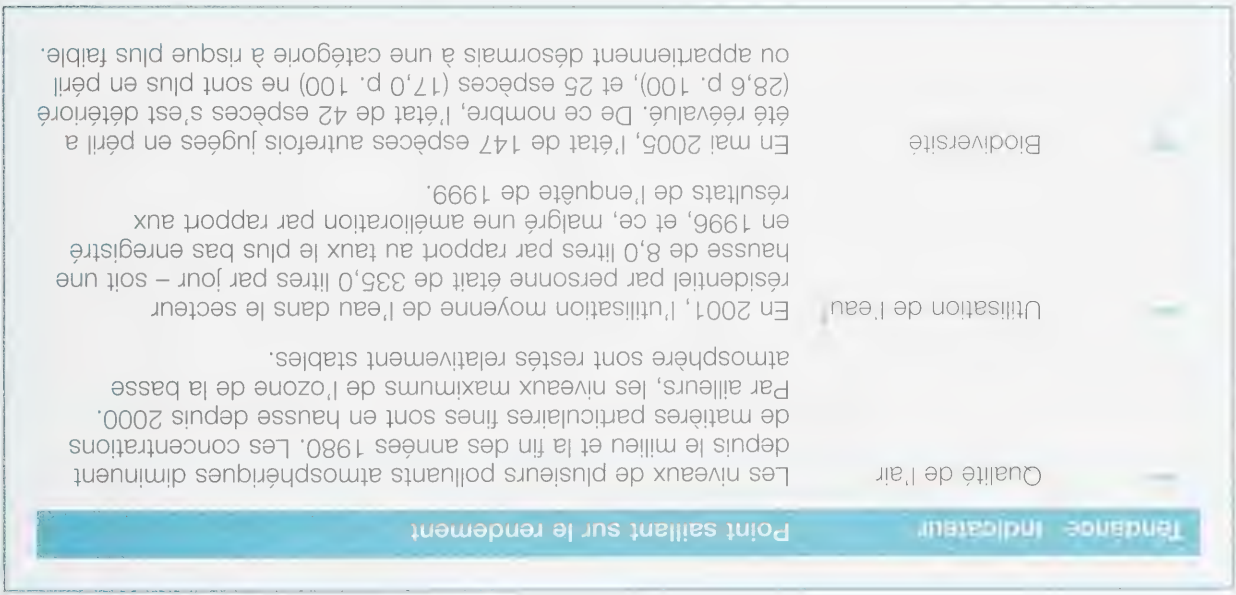 Tendance Indicateur Point saillant sur le rendement
Qualité de l'air Les niveaux de plusieurs polluants atmosphériques diminuent
depuis le milieu et la fin des années 1980. Les concentrations
de matières particulaires fines sont en hausse depuis 2000.
Par ailleurs, les niveaux maximums de l'ozone de la basse
atmosphère sont restés relativement stables.
Utilisation de l'eau En 2001, l'utilisation moyenne de l'eau dans le secteur
résidentiel par personne était de 335,0 litres par jour – soit une
hausse de 8,0 litres par rapport au taux le plus bas enregistré
en 1996, et ce, malgré une amélioration par rapport aux
résultats de l'enquête de 1999.
Biodiversité En mai 2005, l'état de 147 espèces autrefois jugées en péril a
été réévalué. De ce nombre, l'état de 42 espèces s'est détérioré
(28,6 p. 100), et 25 espèces (17,0 p. 100) ne sont plus en péril
ou appartiennent désormais à une catégorie à risque plus faible.